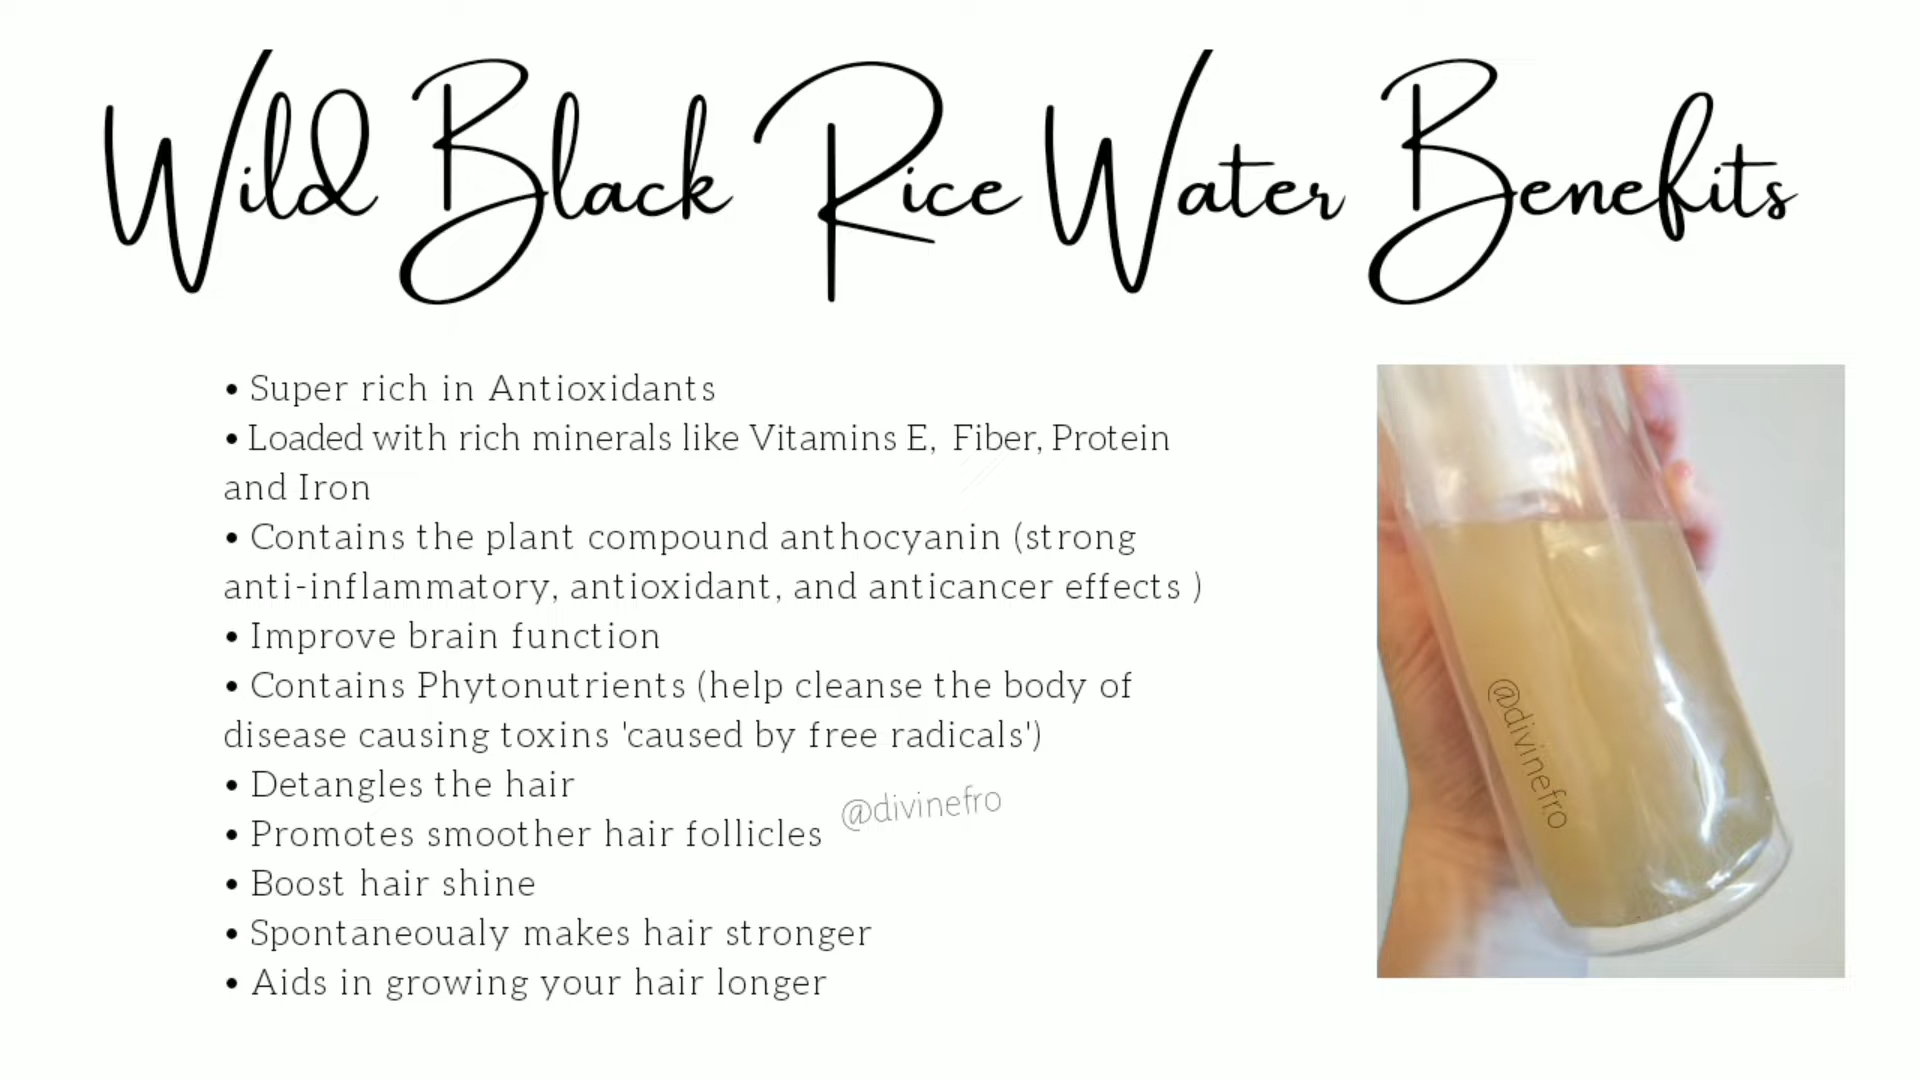 Wild Black Rice Water Benefits
• Super rich in Antioxidants
• Loaded with rich minerals like Vitamins E, Fiber, Protein
and Iron
• Contains the plant compound anthocyanin (strong
anti-inflammatory, antioxidant, and anticancer effects )
• Improve brain function
• Contains Phytonutrients (help cleanse the body of
disease causing toxins 'caused by free radicals')
• Detangles the hair
• Promotes smoother hair follicles
• Boost hair shine
• Spontaneoualy makes hair stronger
• Aids in growing your hair longer
@divinefro
@divinefro